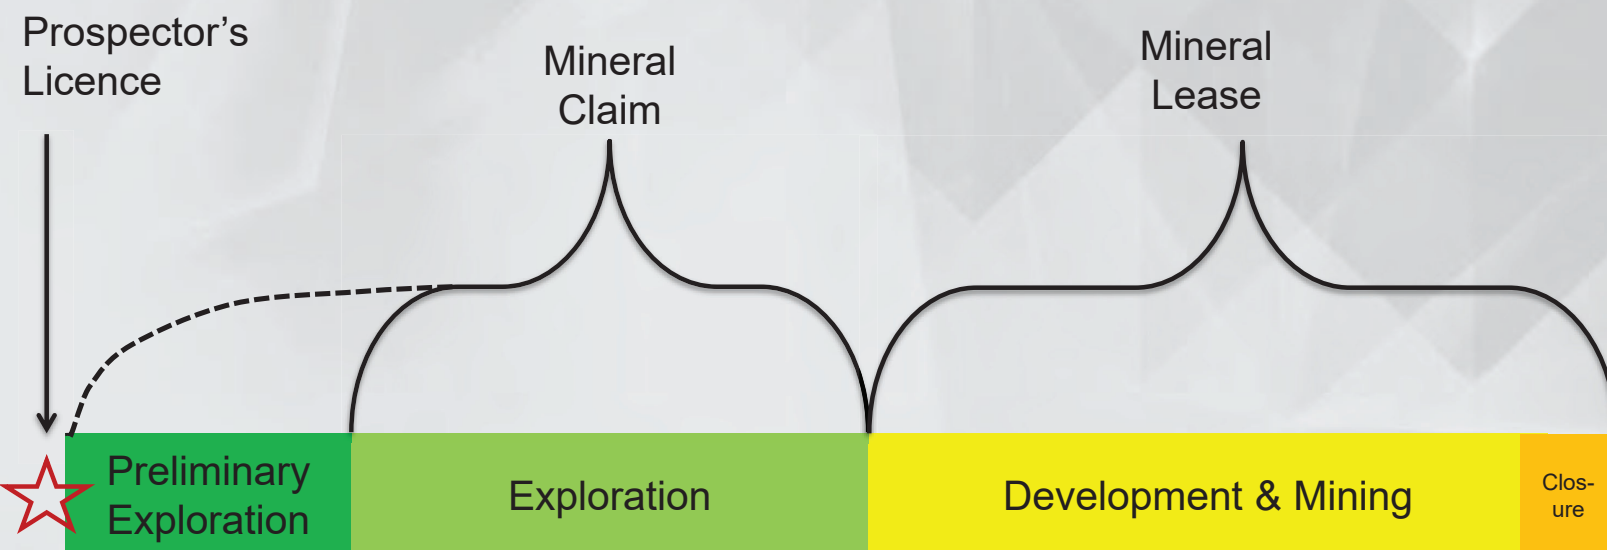 Prospector’s
Licence
Mineral
Claim
Mineral
Lease
Preliminary
Exploration
Exploration
Development & Mining
Clos-
ure